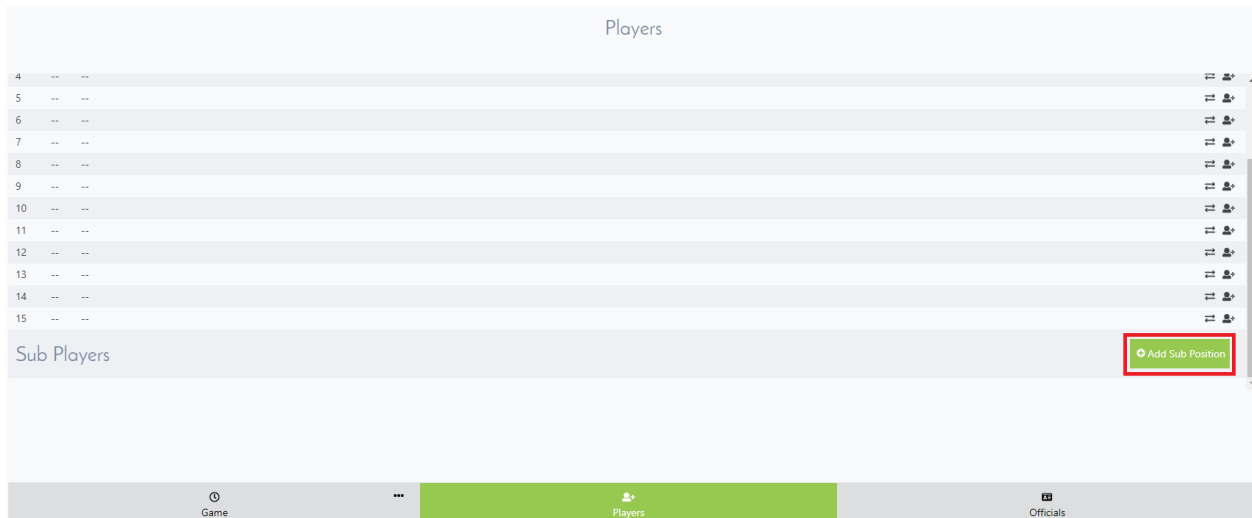 Players
4 -- --
5 -- --
6 -- --
7 -- --
8 -- --
9 -- --
10 -- --
11 -- --
12 -- --
13 -- --
14 -- --
15 -- --
Sub Players Add Sub Position
Game Players Officials